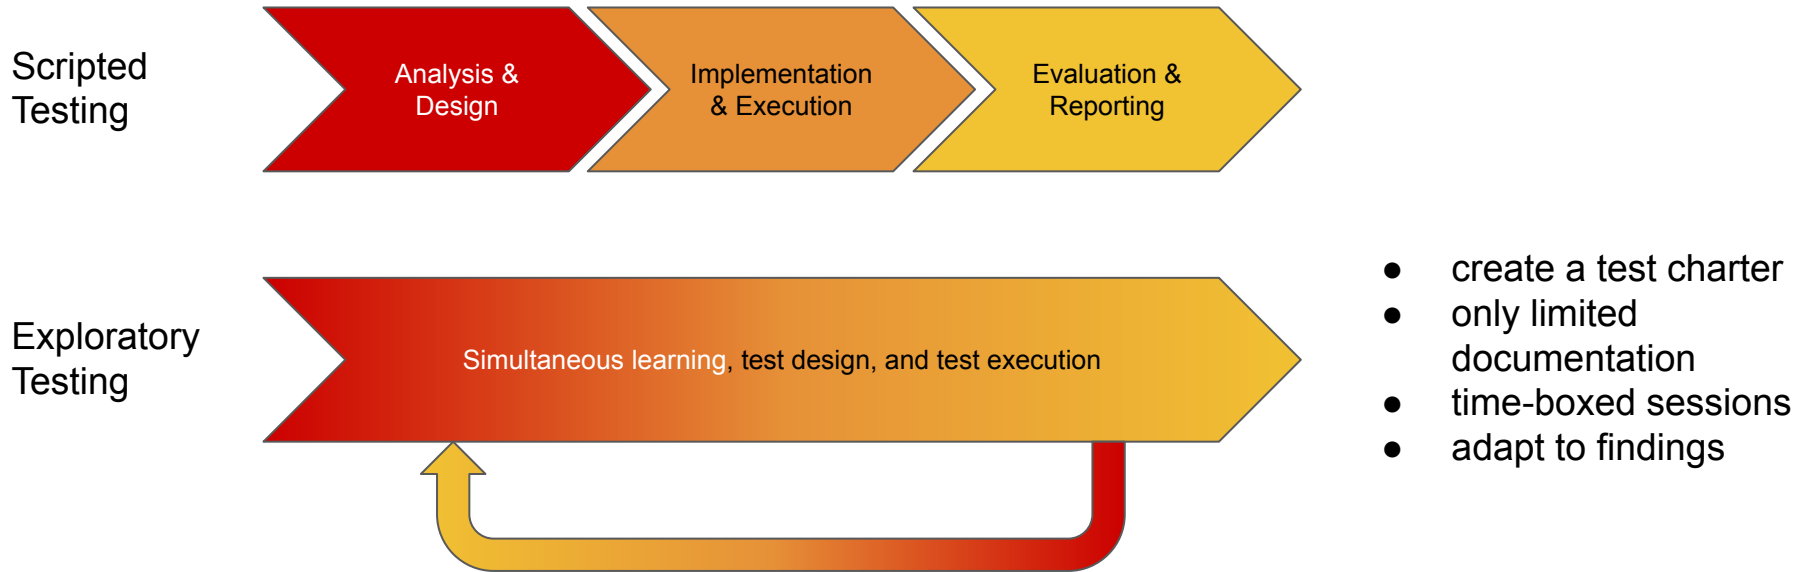 Scripted
Testing
Analysis &
Design
Implementation
& Execution
Evaluation &
Reporting
Exploratory
Testing
Simultaneous learning, test design, and test execution
● create a test charter
● only limited
documentation
● time-boxed sessions
● adapt to findings